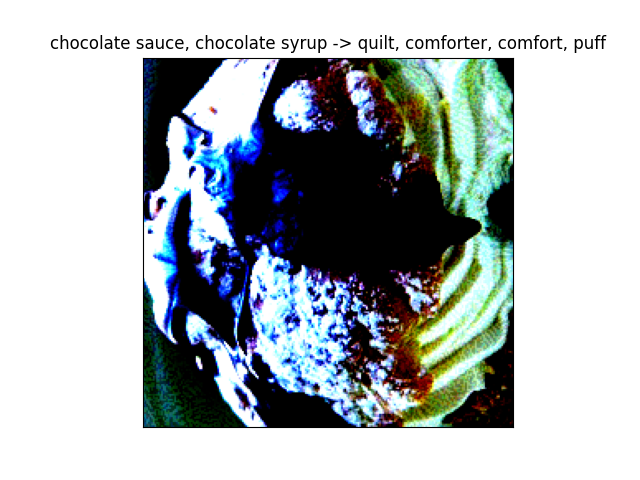 chocolate sauce, chocolate syrup -> quilt, comforter, comfort, puff